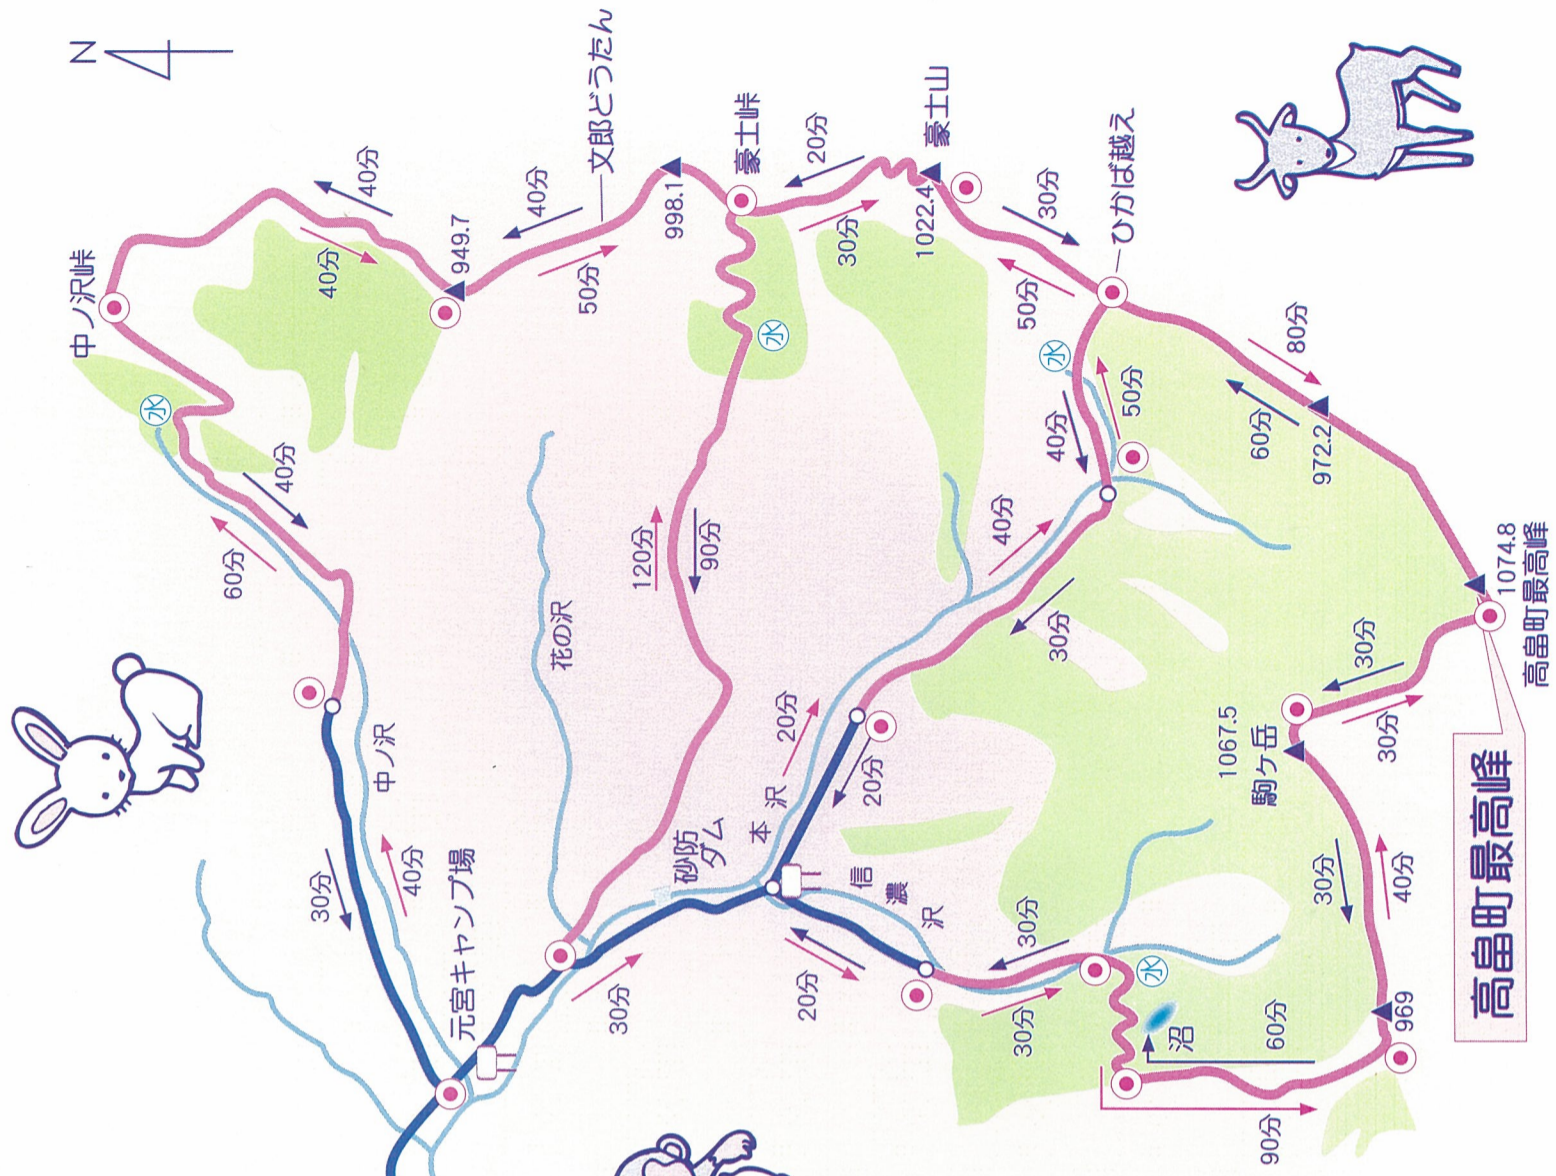 N
中ノ沢峠
40分
40分
949.7
40分
50分
文郎どうたん
998.1
豪士峠
20分
30分
豪士山
1022.4
30分
50分
ひかば越え
水
40分
60分
水
120分
90分
水
40分
50分
80分
60分
972.2
1074.8
高畠町最高峰
40分
30分
花の沢
中ノ沢
30分
40分
元宮キャンプ場
砂防
ダム
本沢
20分
20分
信濃沢
30分
20分
30分
30分
水
沼
60分
90分
969
30分
40分
1067.5
駒ケ岳
30分
30分
高畠町最高峰